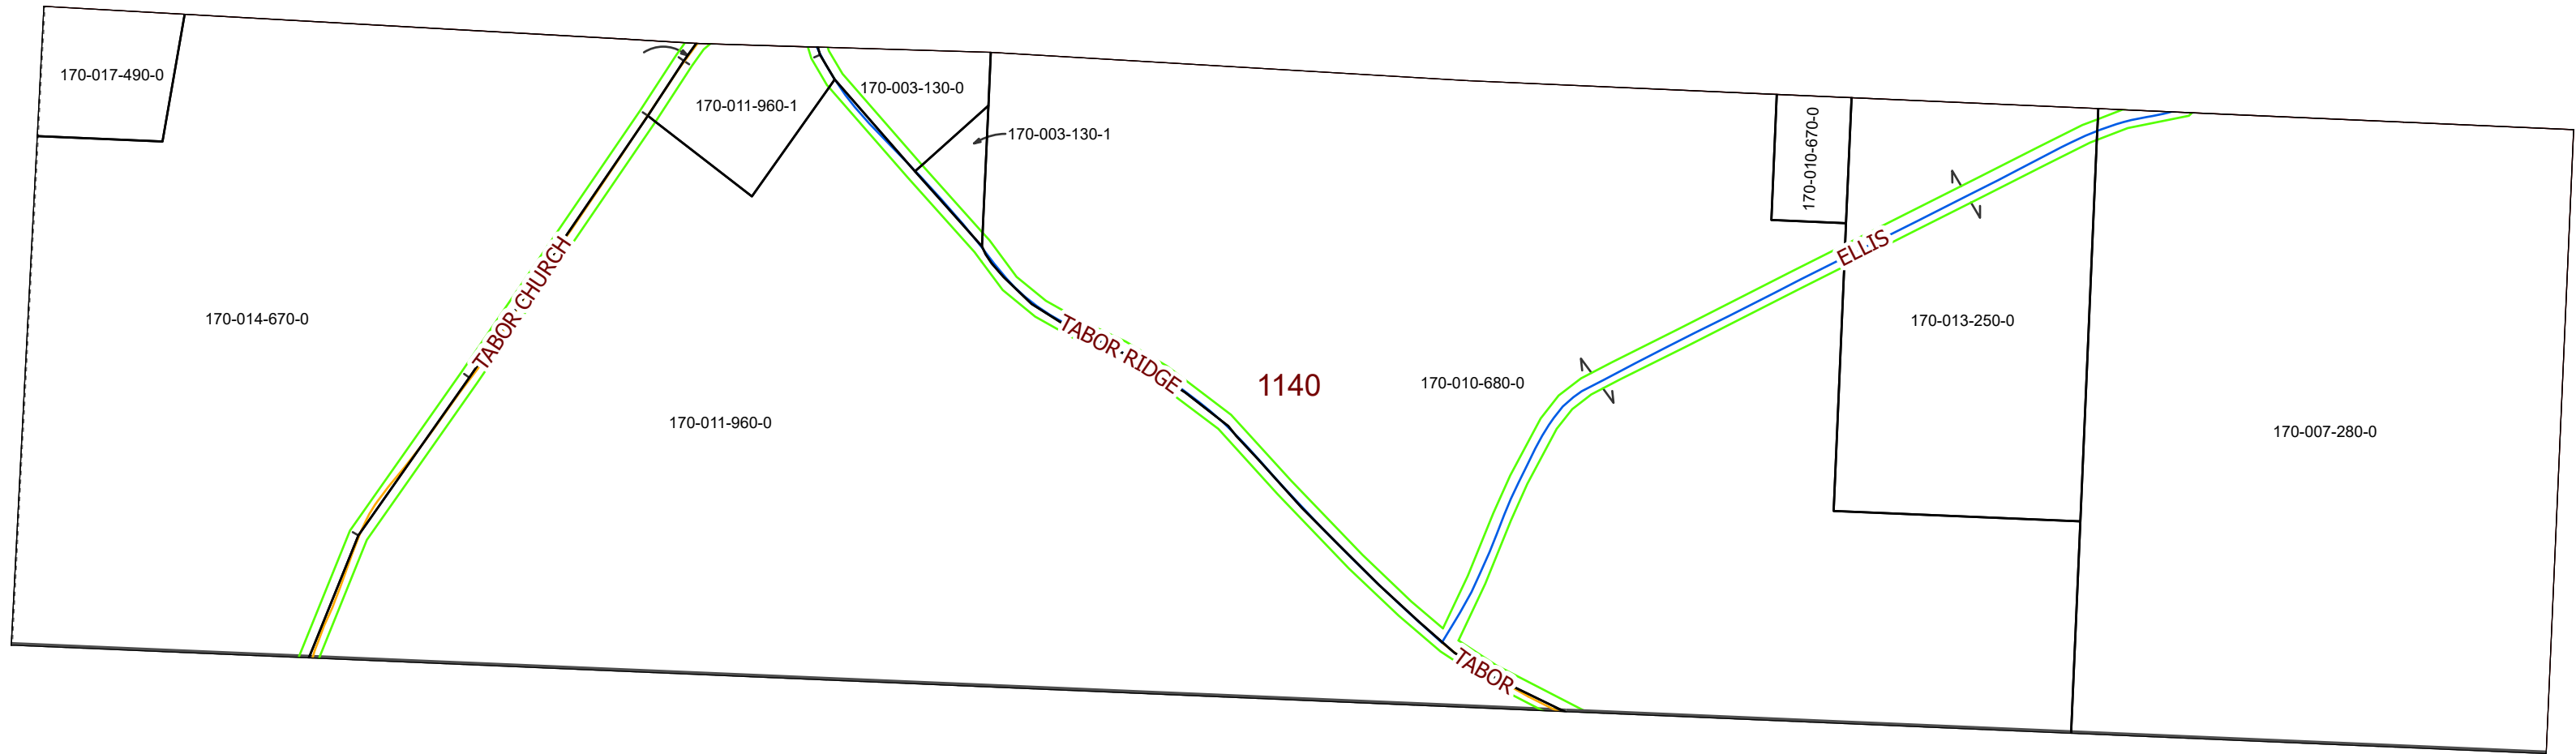 170-017-490-0
170-011-960-1
170-003-130-0
170-003-130-1
170-010-670-0
TABOR CHURCH
ELLIS
170-014-670-0
170-013-250-0
TABOR RIDGE
1140
170-010-680-0
170-011-960-0
170-007-280-0
TABOR